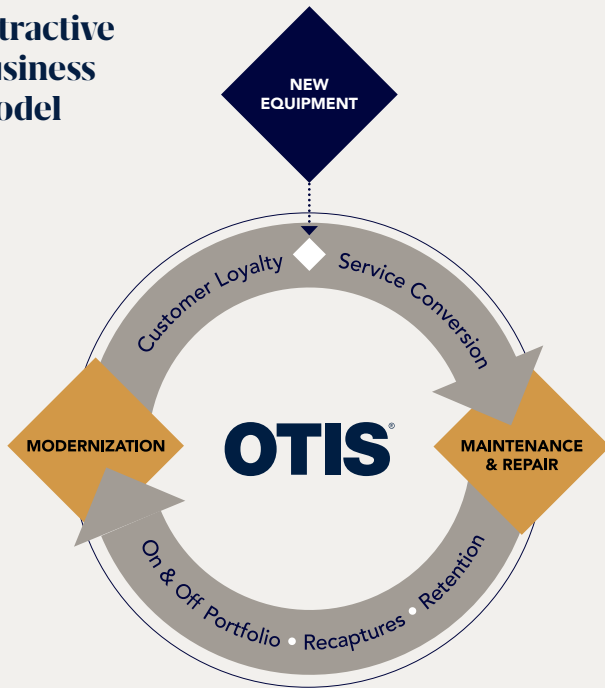 tractive
usiness
odel
NEW
EQUIPMENT
Customer Loyalty
Service Conversion
OTIS®
MODERNIZATION
MAINTENANCE
& REPAIR
On & Off Portfolio • Recaptures • Retention